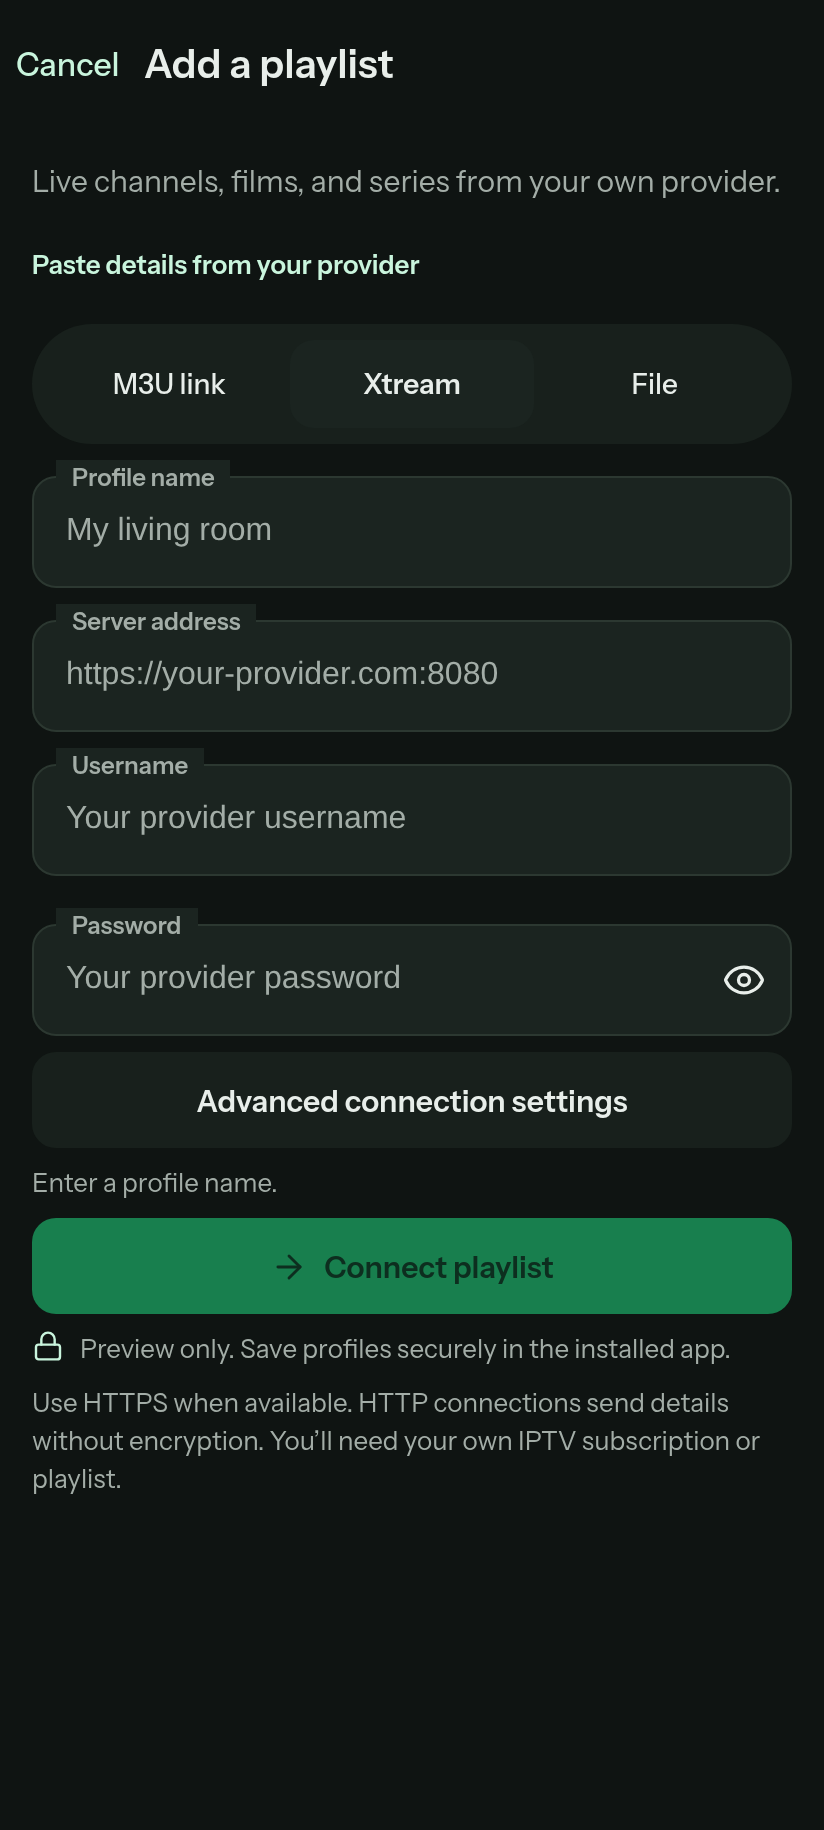 Cancel Add a playlist
Live channels, films, and series from your own provider.
Paste details from your provider
M3U link Xtream File
Profile name
My living room
Server address
https://your-provider.com:8080
Username
Your provider username
Password
Your provider password
Advanced connection settings
Enter a profile name.
Connect playlist
Preview only. Save profiles securely in the installed app.
Use HTTPS when available. HTTP connections send details
without encryption. You’ll need your own IPTV subscription or
playlist.